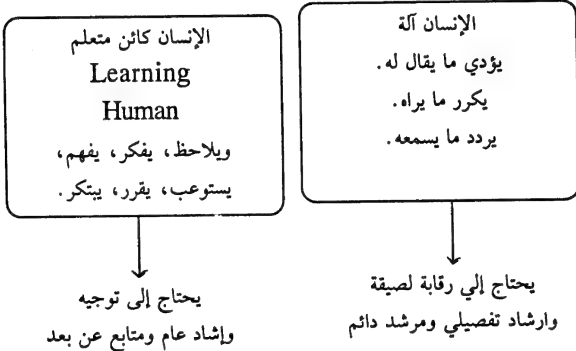 الإنسان آلة
يؤدي ما يقال له.
يكرر ما يراه.
يردد ما يسمعه.
يحتاج إلي رقابة لصيقة
وارشاد تفصيلي ومرشد دائم
الإنسان كائن متعلم
Learning
Human
ويلاحظ، يفكر، يفهم،
يستوعب، يقرر، يبتكر.
يحتاج إلى توجيه
وإشاد عام ومتابع عن بعد